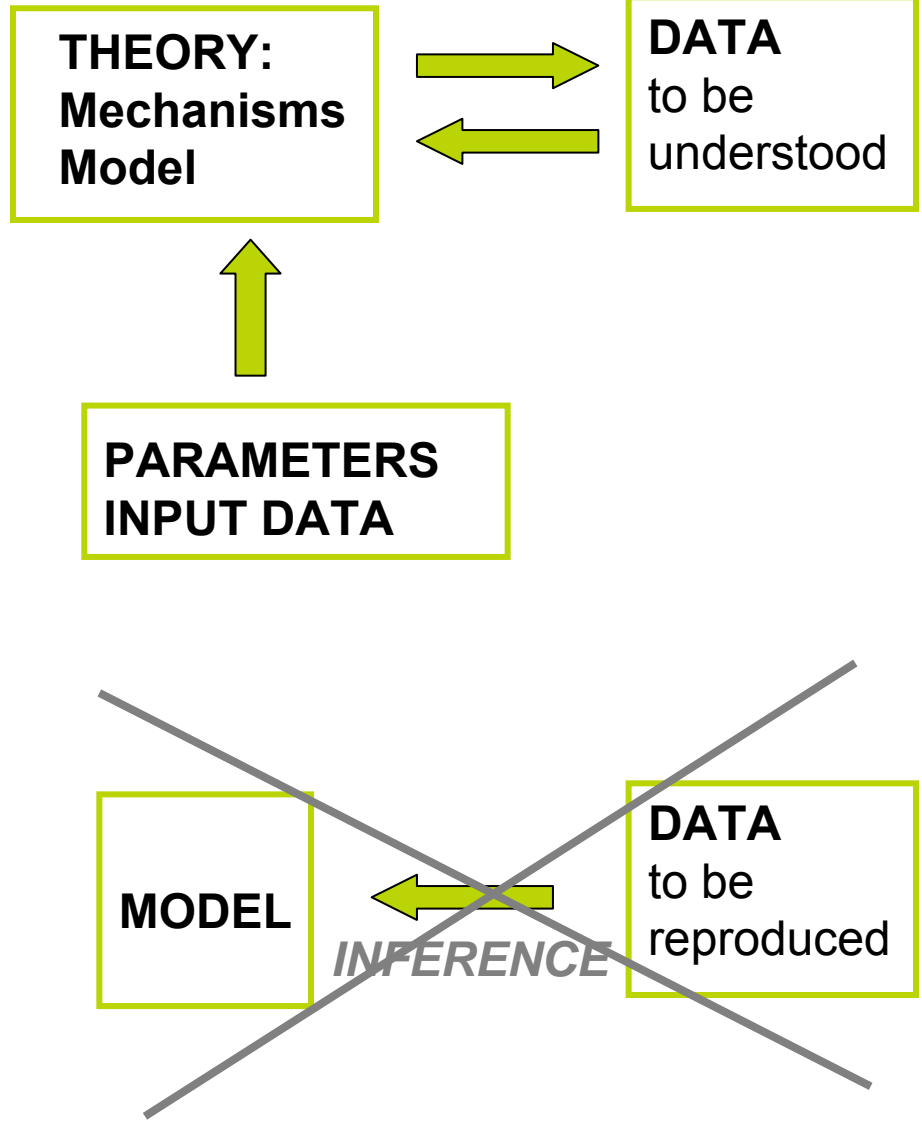 THEORY:
Mechanisms
Model
DATA
to be
understood
PARAMETERS
INPUT DATA
MODEL
INFERENCE
DATA
to be
reproduced